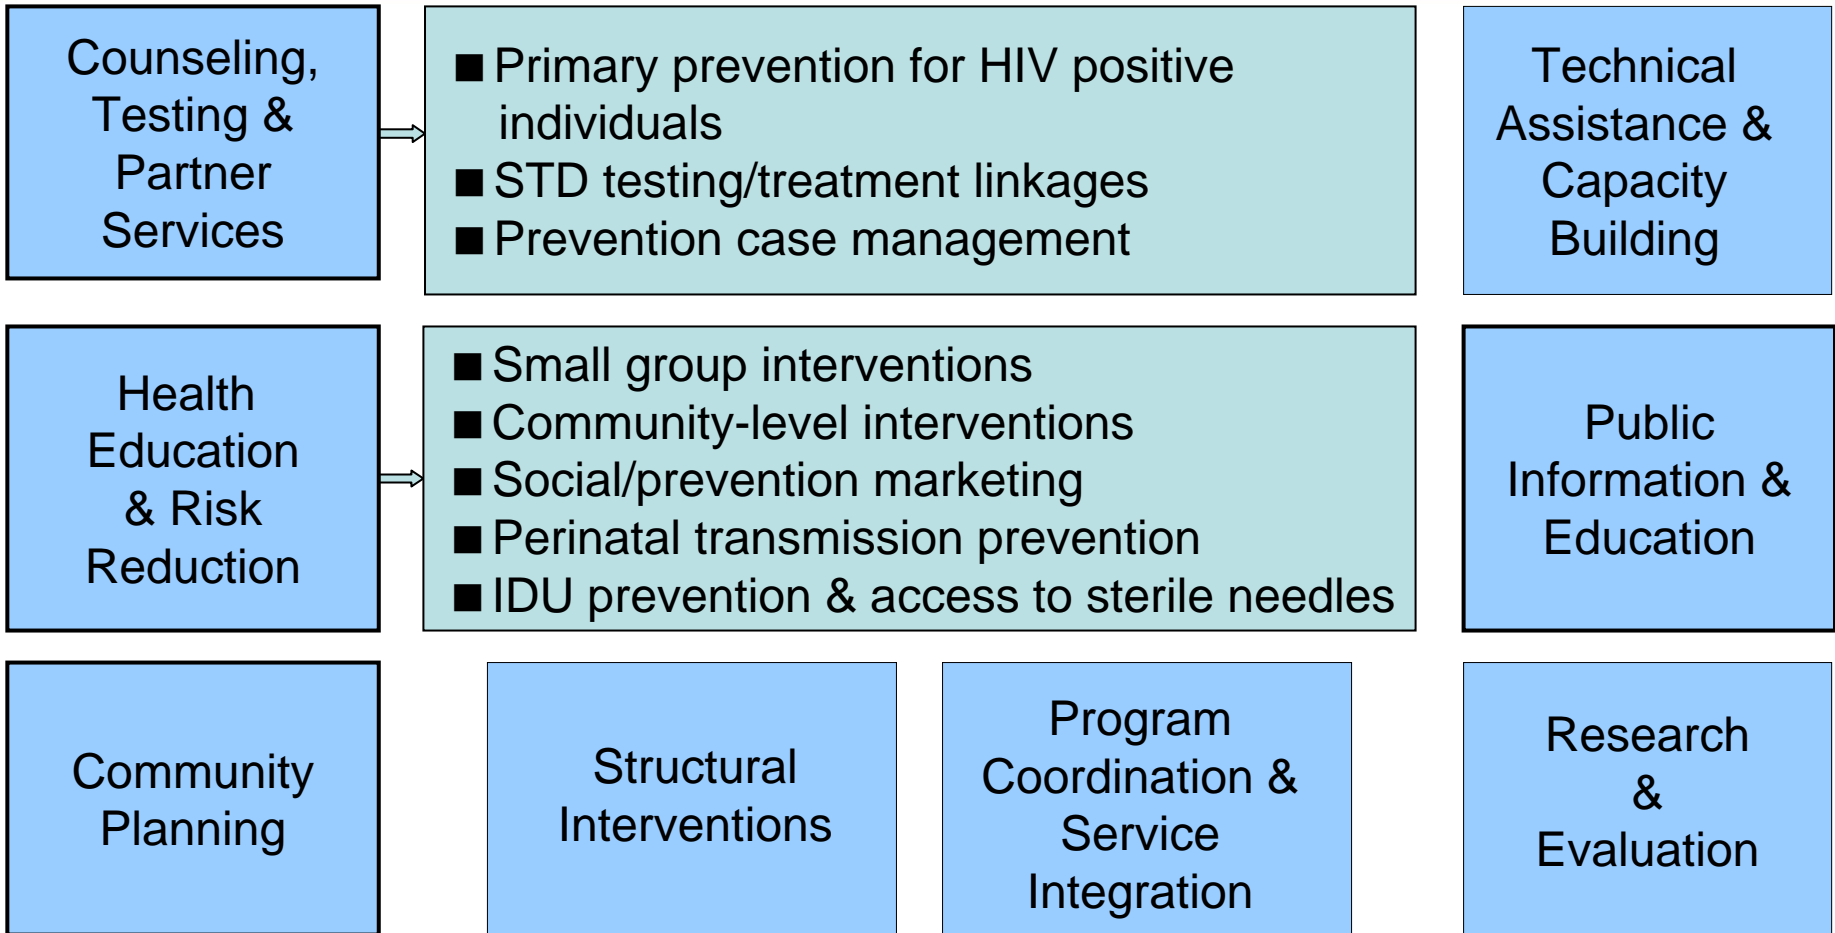 Counseling,
Testing &
Partner
Services
■ Primary prevention for HIV positive
individuals
■ STD testing/treatment linkages
■ Prevention case management
Technical
Assistance &
Capacity
Building
Health
Education
& Risk
Reduction
■ Small group interventions
■ Community-level interventions
■ Social/prevention marketing
■ Perinatal transmission prevention
■ IDU prevention & access to sterile needles
Public
Information &
Education
Community
Planning
Structural
Interventions
Program
Coordination &
Service
Integration
Research
&
Evaluation